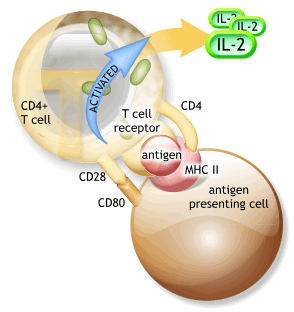 IL-2
IL-2
IL-2
ACTIVATED
CD4+
T cell
T cell
receptor
CD4
antigen
MHC II
CD28
CD80
antigen
presenting cell